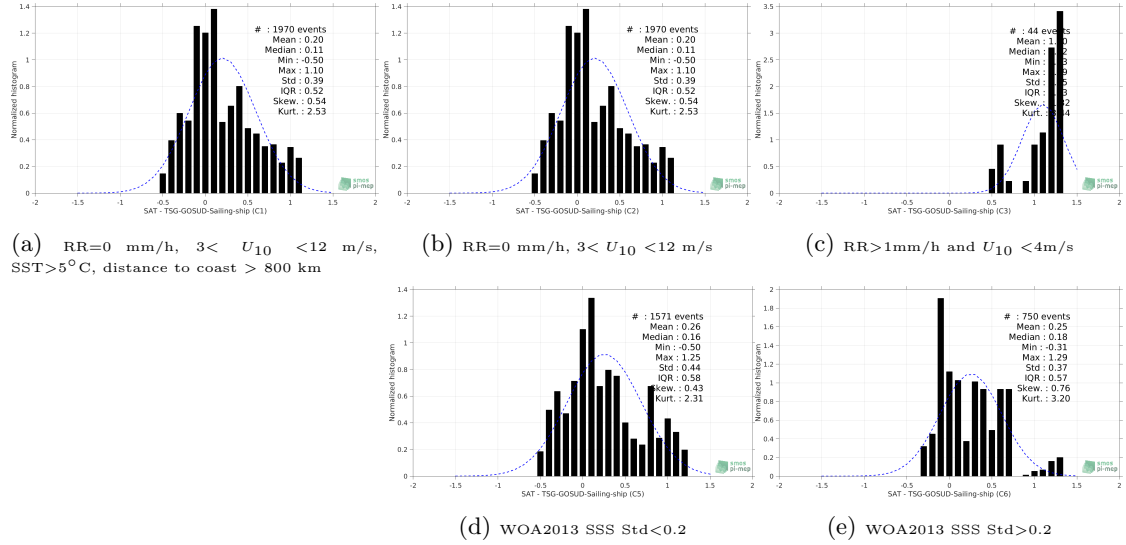 1.4
1.2
1
0.8
0.6
0.4
0.2
0
Normalized histogram
# : 1970 events
Mean : 0.20
Median : 0.11
Min : -0.50
Max : 1.10
Std : 0.39
IQR : 0.52
Skew. : 0.54
Kurt. : 2.53
smos
pi-mep
-2 -1.5 -1 -0.5 0 0.5 1 1.5 2
SAT - TSG-GOSUD-Sailing-ship (C1)
(a) RR=0 mm/h, 3< U10 <12 m/s,
SST>5°C, distance to coast > 800 km
1.4
1.2
1
0.8
0.6
0.4
0.2
0
Normalized histogram
# : 1970 events
Mean : 0.20
Median : 0.11
Min : -0.50
Max : 1.10
Std : 0.39
IQR : 0.52
Skew. : 0.54
Kurt. : 2.53
smos
pi-mep
-2 -1.5 -1 -0.5 0 0.5 1 1.5 2
SAT - TSG-GOSUD-Sailing-ship (C2)
(b) RR=0 mm/h, 3< U10 <12 m/s
3.5
3
2.5
2
1.5
1
0.5
0
Normalized histogram
# : 44 events
Mean :
Median :
Min :
Max :
Std :
IQR :
Skew. :
Kurt. :
smos
pi-mep
-2 -1.5 -1 -0.5 0 0.5 1 1.5 2
SAT - TSG-GOSUD-Sailing-ship (C3)
(c) RR>1mm/h and U10 <4m/s
1.4
1.2
1
0.8
0.6
0.4
0.2
0
Normalized histogram
# : 1571 events
Mean : 0.26
Median : 0.16
Min : -0.50
Max : 1.25
Std : 0.44
IQR : 0.58
Skew. : 0.43
Kurt. : 2.31
smos
pi-mep
-2 -1.5 -1 -0.5 0 0.5 1 1.5 2
SAT - TSG-GOSUD-Sailing-ship (C5)
(d) WOA2013 SSS Std<0.2
2
1.8
1.6
1.4
1.2
1
0.8
0.6
0.4
0.2
0
Normalized histogram
# : 750 events
Mean : 0.25
Median : 0.18
Min : -0.31
Max : 1.29
Std : 0.37
IQR : 0.57
Skew. : 0.76
Kurt. : 3.20
smos
pi-mep
-2 -1.5 -1 -0.5 0 0.5 1 1.5 2
SAT - TSG-GOSUD-Sailing-ship (C6)
(e) WOA2013 SSS Std>0.2